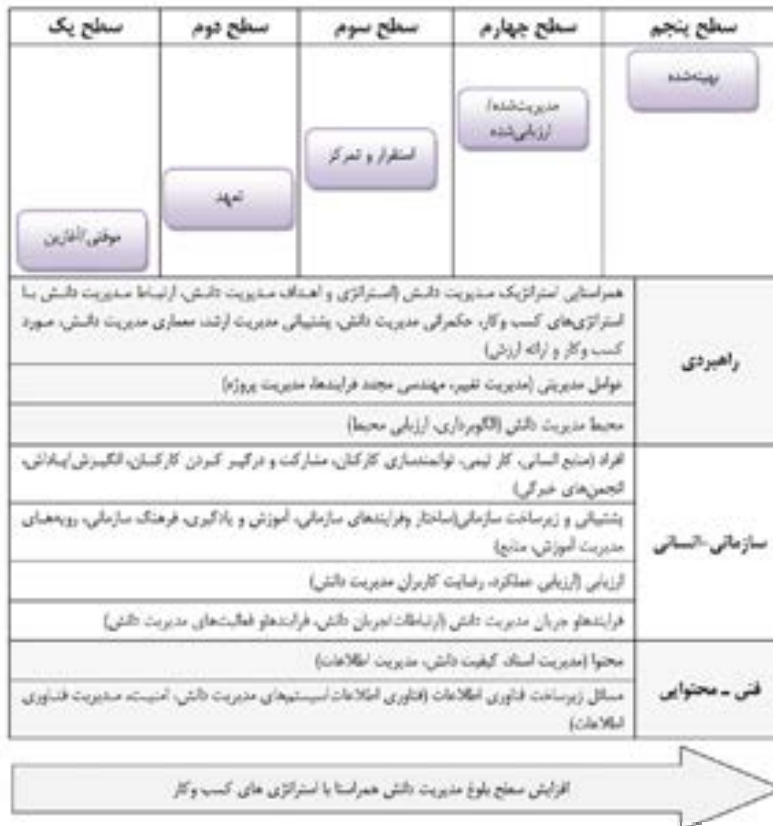 سطح یک سطح دوم سطح سوم سطح چهارم سطح پنجم
بهینه‌شده
مدیریت‌شده/
ارزیابی‌شده
استقرار و تمرکز
تعهد
موقتی/آغازین
راهبردی
همراستایی استراتژیک مدیریت دانش (استراتژی و اهداف مدیریت دانش، ارتباط مدیریت دانش با
استراتژی‌های کسب وکار، حکمرانی مدیریت دانش، پشتیبانی مدیریت ارشد، معماری مدیریت دانش، مورد
کسب وکار و ارائه ارزش)
عوامل مدیریتی (مدیریت تغییر، مهندسی مجدد فرایندها، مدیریت پروژه)
محیط مدیریت دانش (الگوبرداری، ارزیابی محیط)
سازمانی-انسانی
افراد (منابع انسانی، کار تیمی، توانمندسازی کارکنان، مشارکت و درگیر کردن کارکنان، انگیزش/پاداش،
انجمن‌های خبرگی)
پشتیبانی و زیرساخت سازمانی(ساختار وفرایندهای سازمانی، آموزش و یادگیری، فرهنگ سازمانی، رویه‌های
مدیریت آموزش، منابع)
ارزیابی (ارزیابی عملکرد، رضایت کاربران مدیریت دانش)
فرایندهاو جریان مدیریت دانش (ارتباطات/جریان دانش، فرایندهاو فعالیت‌های مدیریت دانش)
فنی ـ محتوایی
محتوا (مدیریت اسناد، کیفیت دانش، مدیریت اطلاعات)
مسائل زیرساخت فناوری اطلاعات (فناوری اطلاعات/سیستم‌های مدیریت دانش، امنیت، مدیریت فناوری
اطلاعات)
افزایش سطح بلوغ مدیریت دانش همراستا با استراتژی های کسب وکار